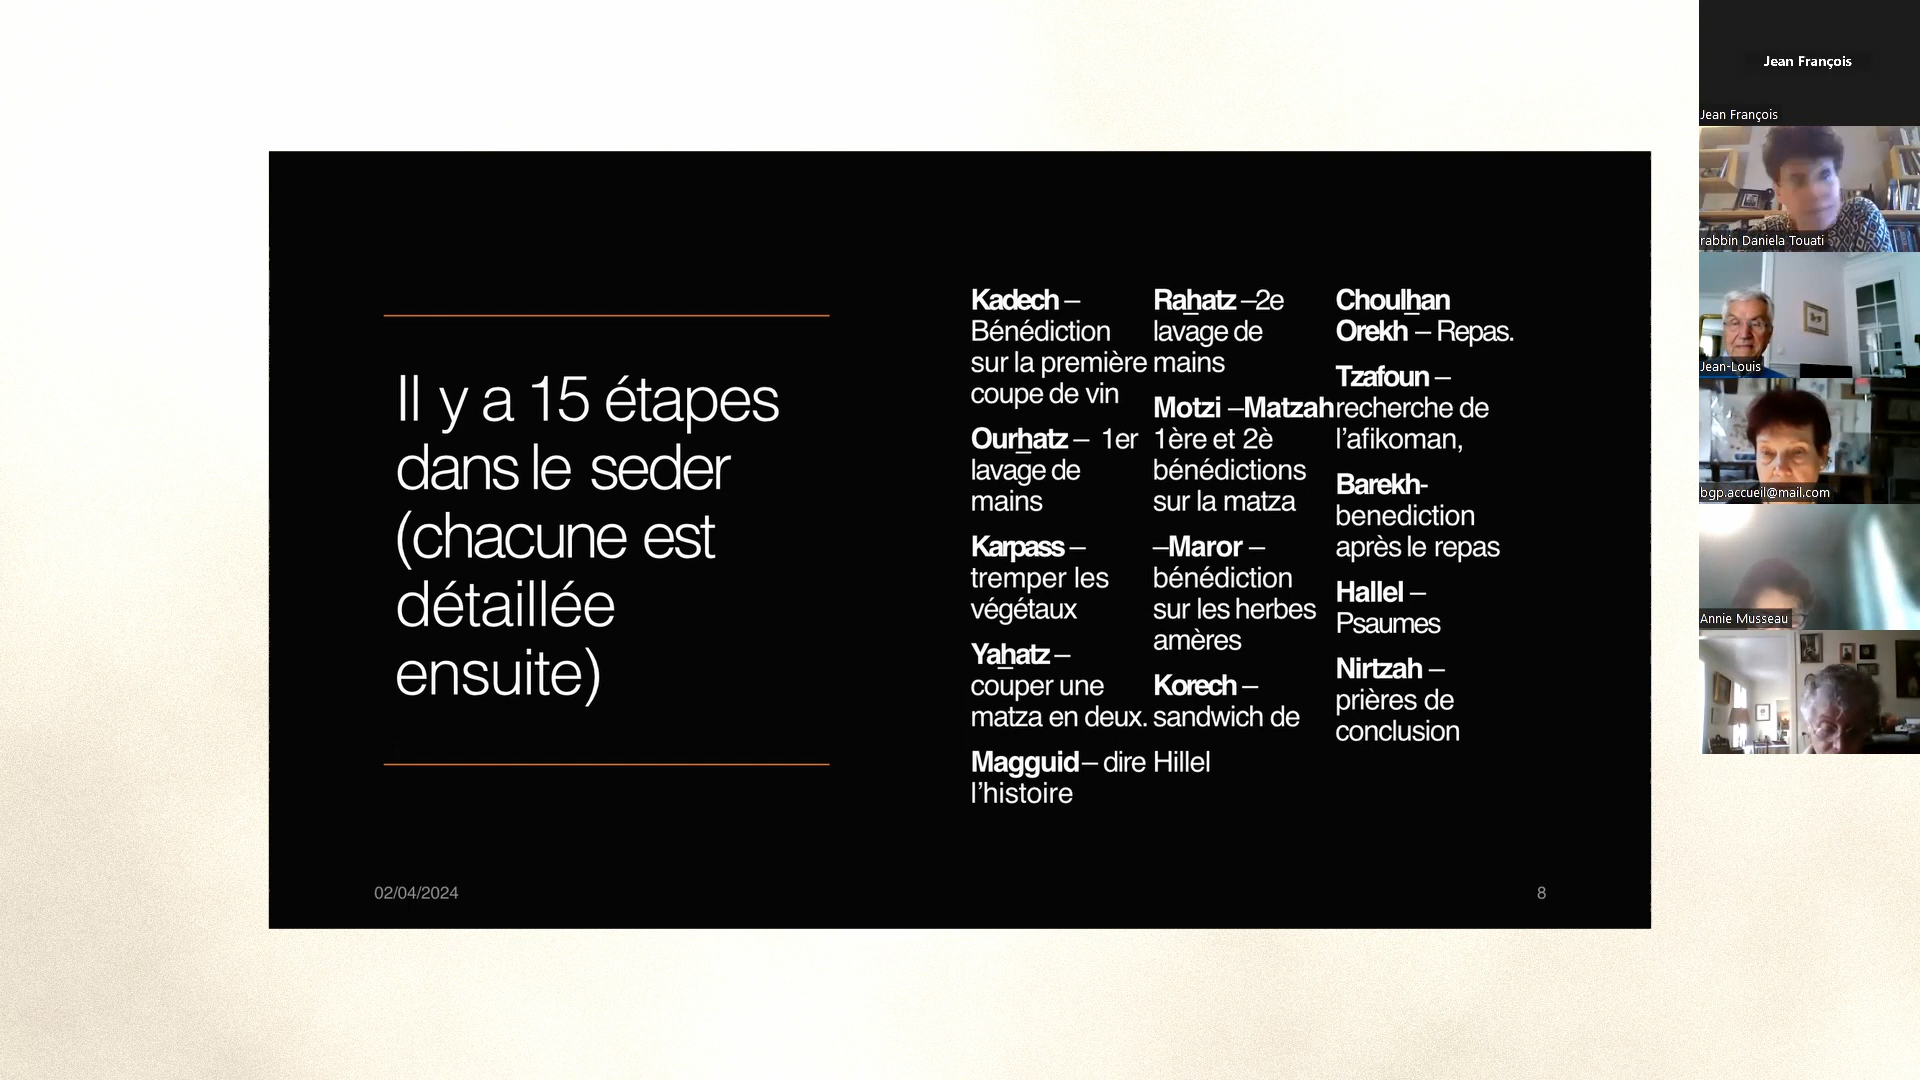 Il y a 15 étapes
dans le seder
(chacune est
détaillée
ensuite)
Kadech –
Bénédiction
sur la première
coupe de vin
Ourhatz – 1er
lavage de
mains
Karpass –
tremper les
végétaux
Yahatz –
couper une
matza en deux.
Magguid– dire
l’histoire
Rahatz –2e
lavage de
mains
Motzi –Matzah
1ère et 2è
bénédictions
sur la matza
–Maror –
bénédiction
sur les herbes
amères
Korech –
sandwich de
Hillel
Choulhan
Orekh – Repas.
Tzafoun –
recherche de
l’afikoman,
Barekh-
benediction
après le repas
Hallel –
Psaumes
Nirtzah –
prières de
conclusion
02/04/2024
8
Jean François
Jean François
rabbin Daniela Touati
Jean-Louis
bgp.accueil@mail.com
Annie Musseau